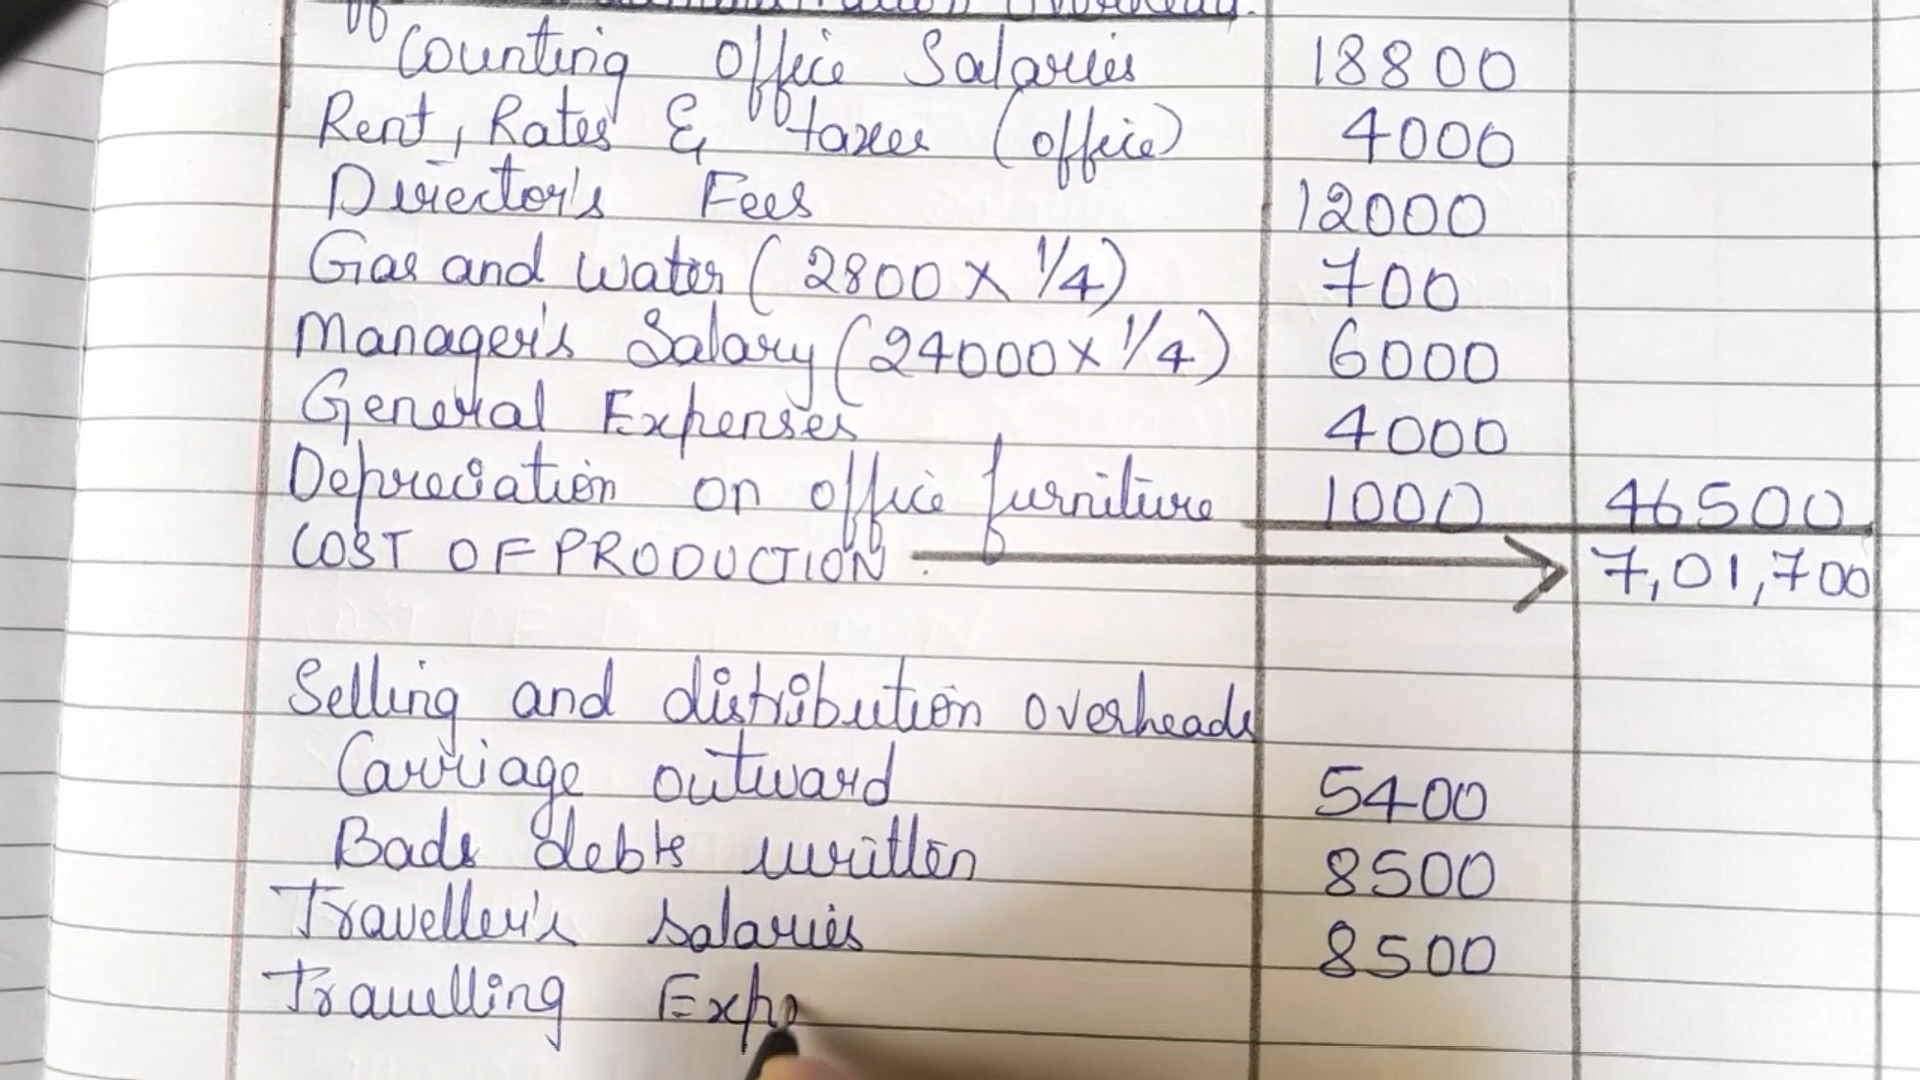 Counting Office Salaries 18800
Rent, Rates & taxes (office) 4000
Director's Fees 12000
Gas and Water (2800 X 1/4) 700
Manager's Salary (24000 X 1/4) 6000
General Expenses 4000
Depreciation on office furniture 1000 46500
COST OF PRODUCTION. 7,01,700
Selling and distribution overheads
Carriage outward 5400
Bads debts written 8500
Traveller's salaries 8500
Travelling Exp